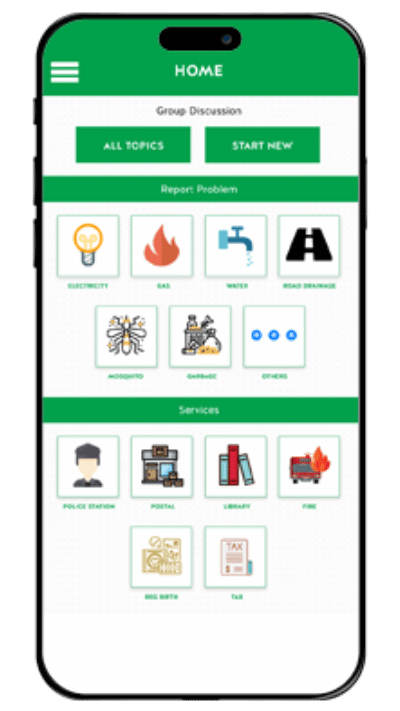 HOME
Group Discussion
ALL TOPICS START NEW
Report Problem
ELECTRICITY GAS WATER ROAD DRAINAGE
MOSQUITO GARBAGE OTHERS
Services
POLICE STATION POSTAL LIBRARY FIRE
TAX
REG BIRTH TAX